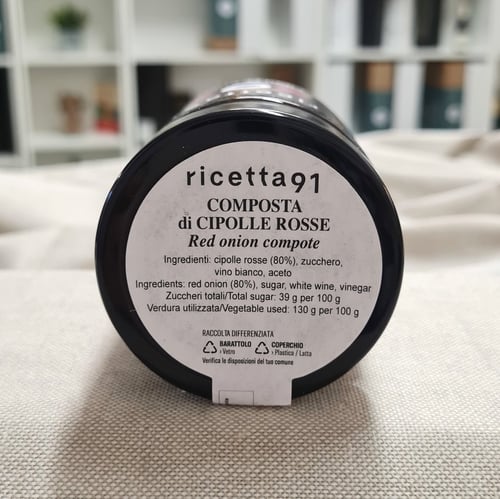 ricetta91
COMPOSTA
di CIPOLLE ROSSE
Red onion compote
Ingredienti: cipolle rosse (80%), zucchero,
vino bianco, aceto
Ingredients: red onion (80%), sugar, white wine, vinegar
Zuccheri totali/Total sugar: 39 g per 100 g
Verdura utilizzata/Vegetable used: 130 g per 100 g
RACCOLTA DIFFERENZIATA
BARATTOLO
› Vetro
COPERCHIO
› Plastica / Latta
Verifica le disposizioni del tuo comune